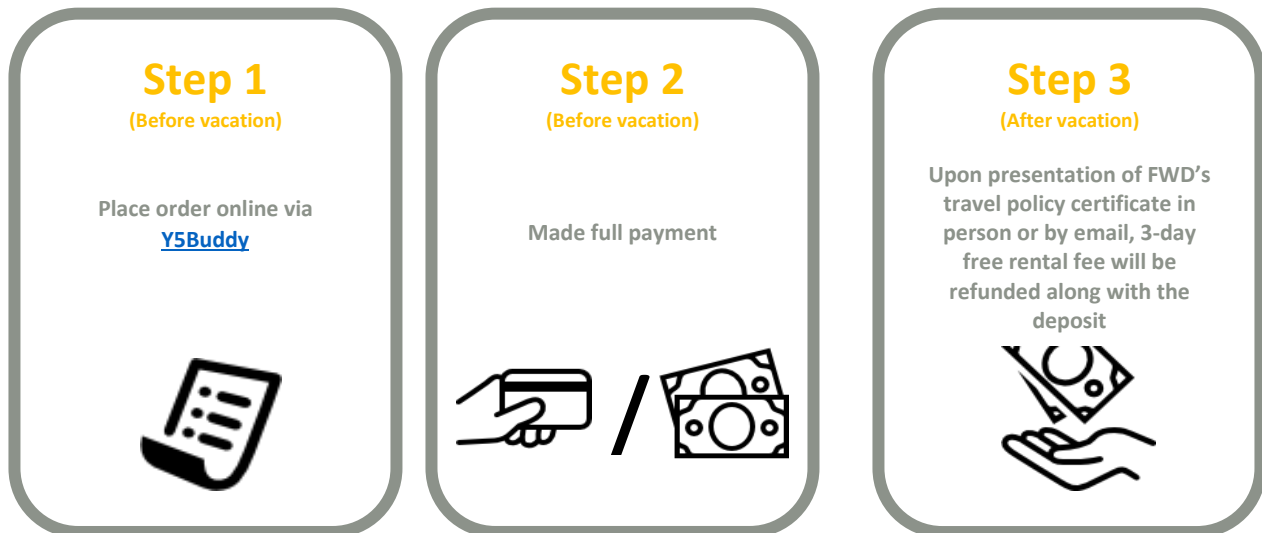 Step 1
(Before vacation)
Place order online via
Y5Buddy
Step 2
(Before vacation)
Made full payment
/
Step 3
(After vacation)
Upon presentation of FWD’s
travel policy certificate in
person or by email, 3-day
free rental fee will be
refunded along with the
deposit